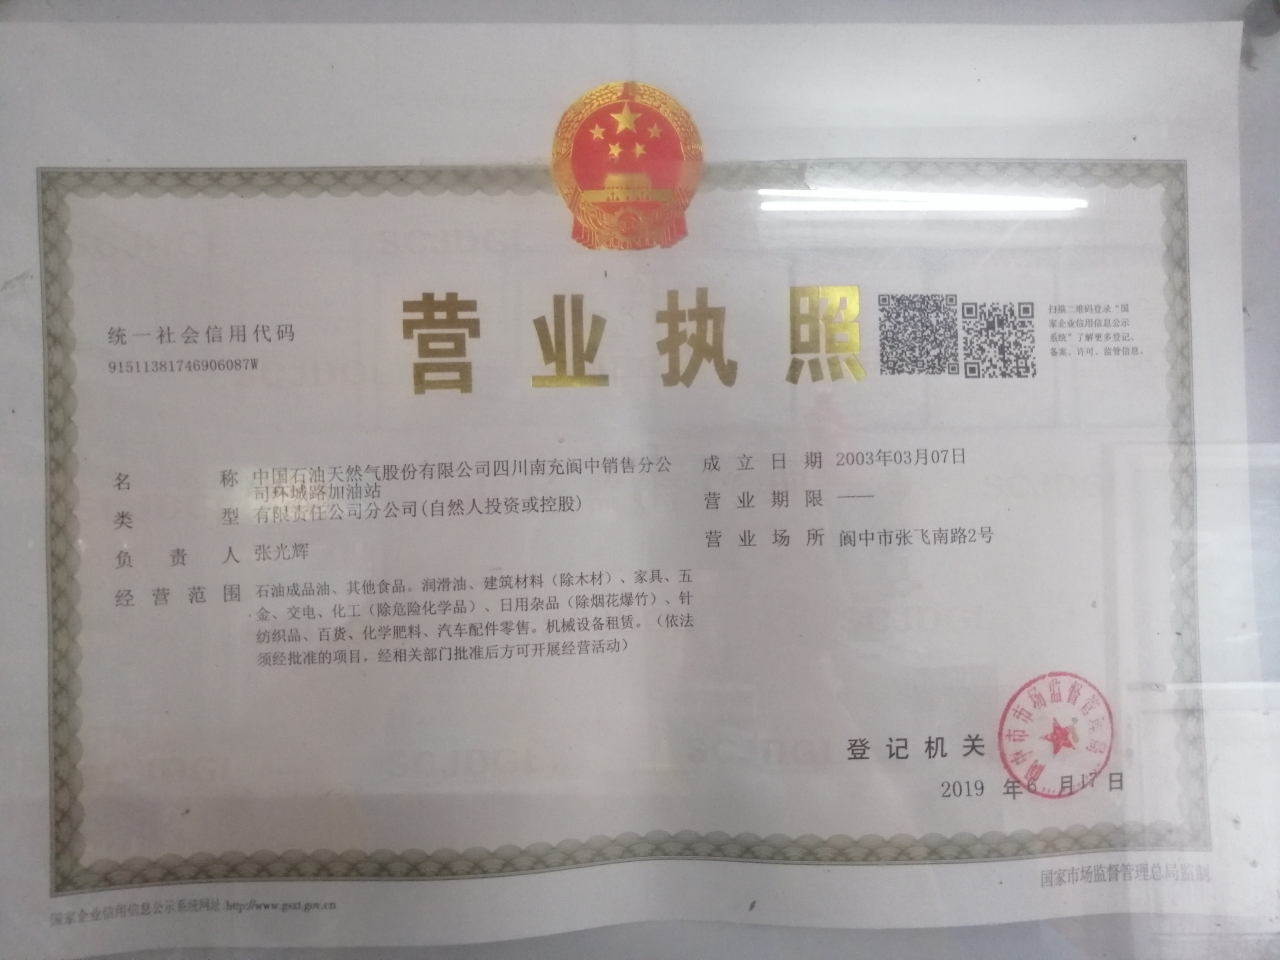 营业执照
扫描二维码登录“国
家企业信用信息公示
系统”了解更多登记、
备案、许可、监管信息。
统一社会信用代码
91511381746906087W
名称 中国石油天然气股份有限公司四川南充阆中销售分公
司环城路加油站
类型 有限责任公司分公司(自然人投资或控股)
负责人 张光辉
经营范围 石油成品油、其他食品。润滑油、建筑材料（除木材）、家具、五
金、交电、化工（除危险化学品）、日用杂品（除烟花爆竹）、针
纺织品、百货、化学肥料、汽车配件零售。机械设备租赁。（依法
须经批准的项目，经相关部门批准后方可开展经营活动）
成立日期 2003年03月07日
营业期限 ——
营业场所 阆中市张飞南路2号
登记机关
阆中市市场监督管理局
2019 年 6 月 17 日
国家企业信用信息公示系统网址:http://www.gsxt.gov.cn
国家市场监督管理总局监制